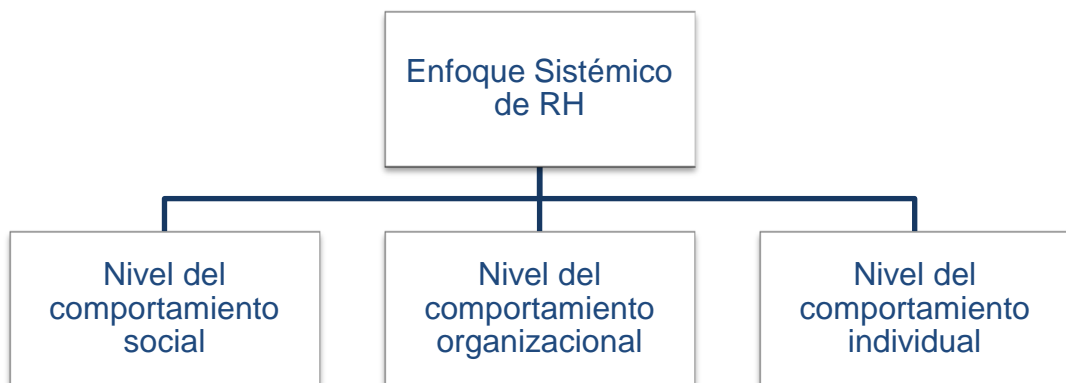 Enfoque Sistémico
de RH
Nivel del
comportamiento
social
Nivel del
comportamiento
organizacional
Nivel del
comportamiento
individual